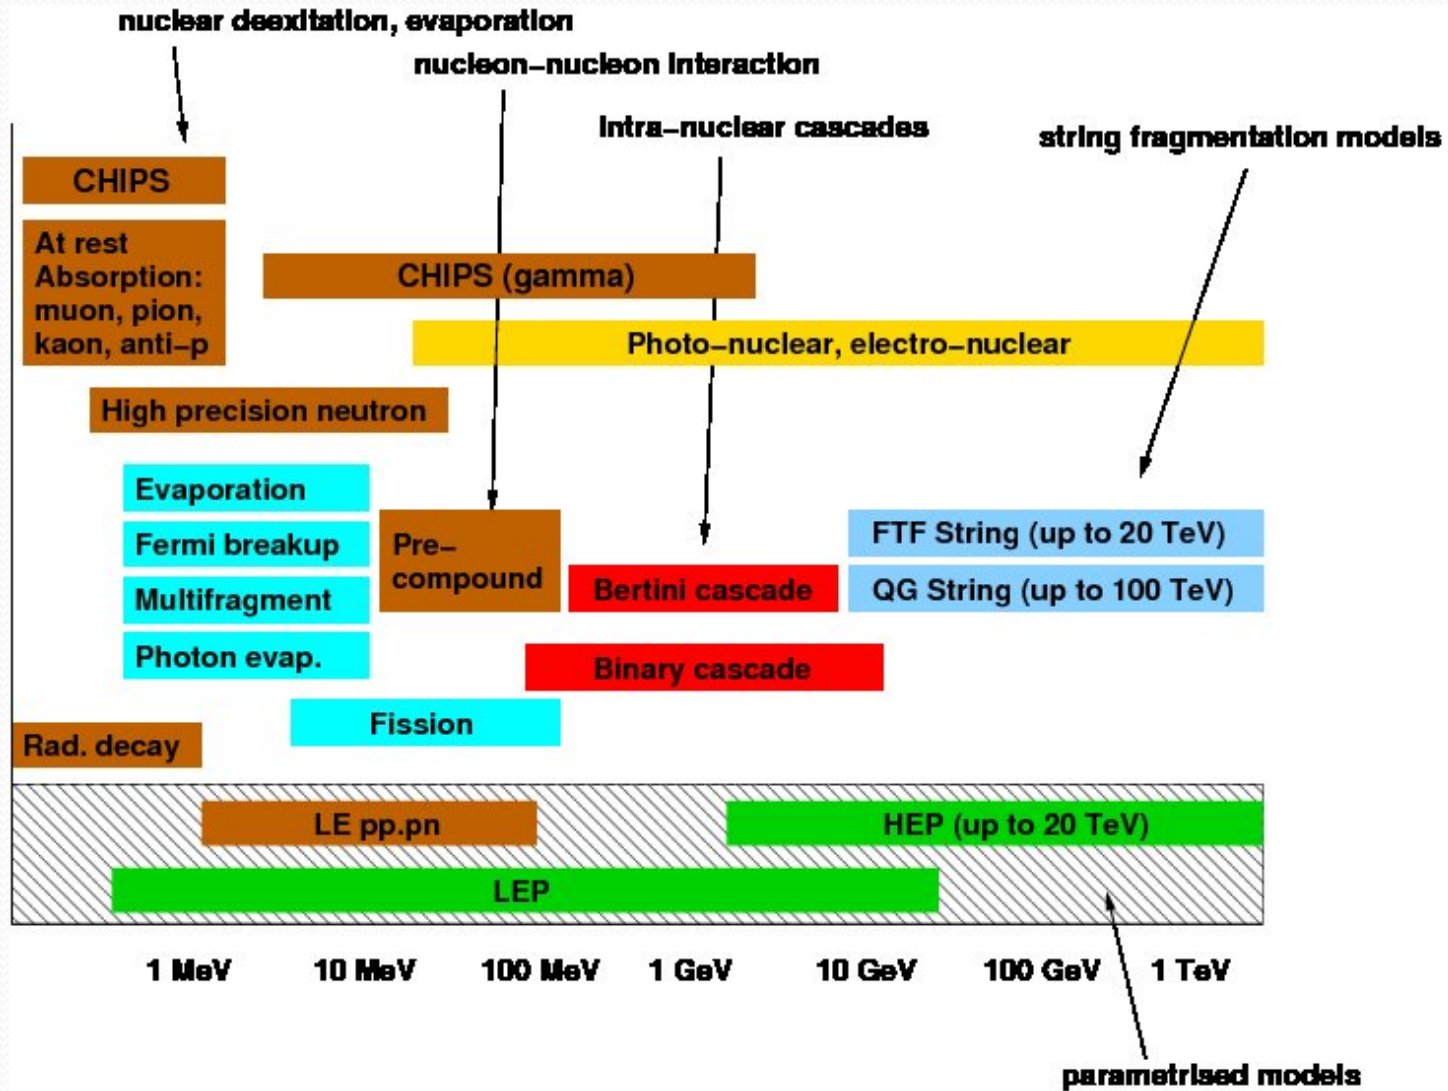 nuclear deexitation, evaporation
nucleon-nucleon interaction
intra-nuclear cascades
string fragmentation models
CHIPS
At rest
Absorption:
muon, pion,
kaon, anti-p
CHIPS (gamma)
Photo-nuclear, electro-nuclear
High precision neutron
Evaporation
Fermi breakup
Multifragment
Photon evap.
Pre-
compound
Bertini cascade
FTF String (up to 20 TeV)
QG String (up to 100 TeV)
Binary cascade
Fission
Rad. decay
LE pp.pn
HEP (up to 20 TeV)
LEP
1 MeV 10 MeV 100 MeV 1 GeV 10 GeV 100 GeV 1 TeV
parametrised models